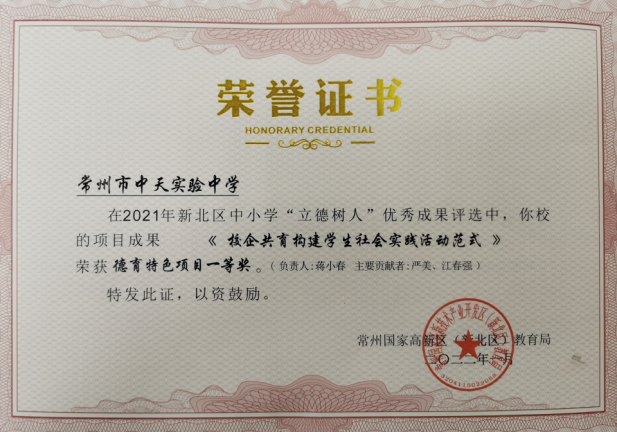 荣誉证书
HONORARY CREDENTIAL
常州市中天实验中学
在2021年新北区中小学“立德树人”优秀成果评选中，你校
的项目成果 《校企共育构建学生社会实践活动范式》
荣获德育特色项目一等奖。（负责人:蒋小春 主要贡献者:严美、江春强）
特发此证，以资鼓励。
常州国家高新区（新北区）教育局
二〇二二年一月